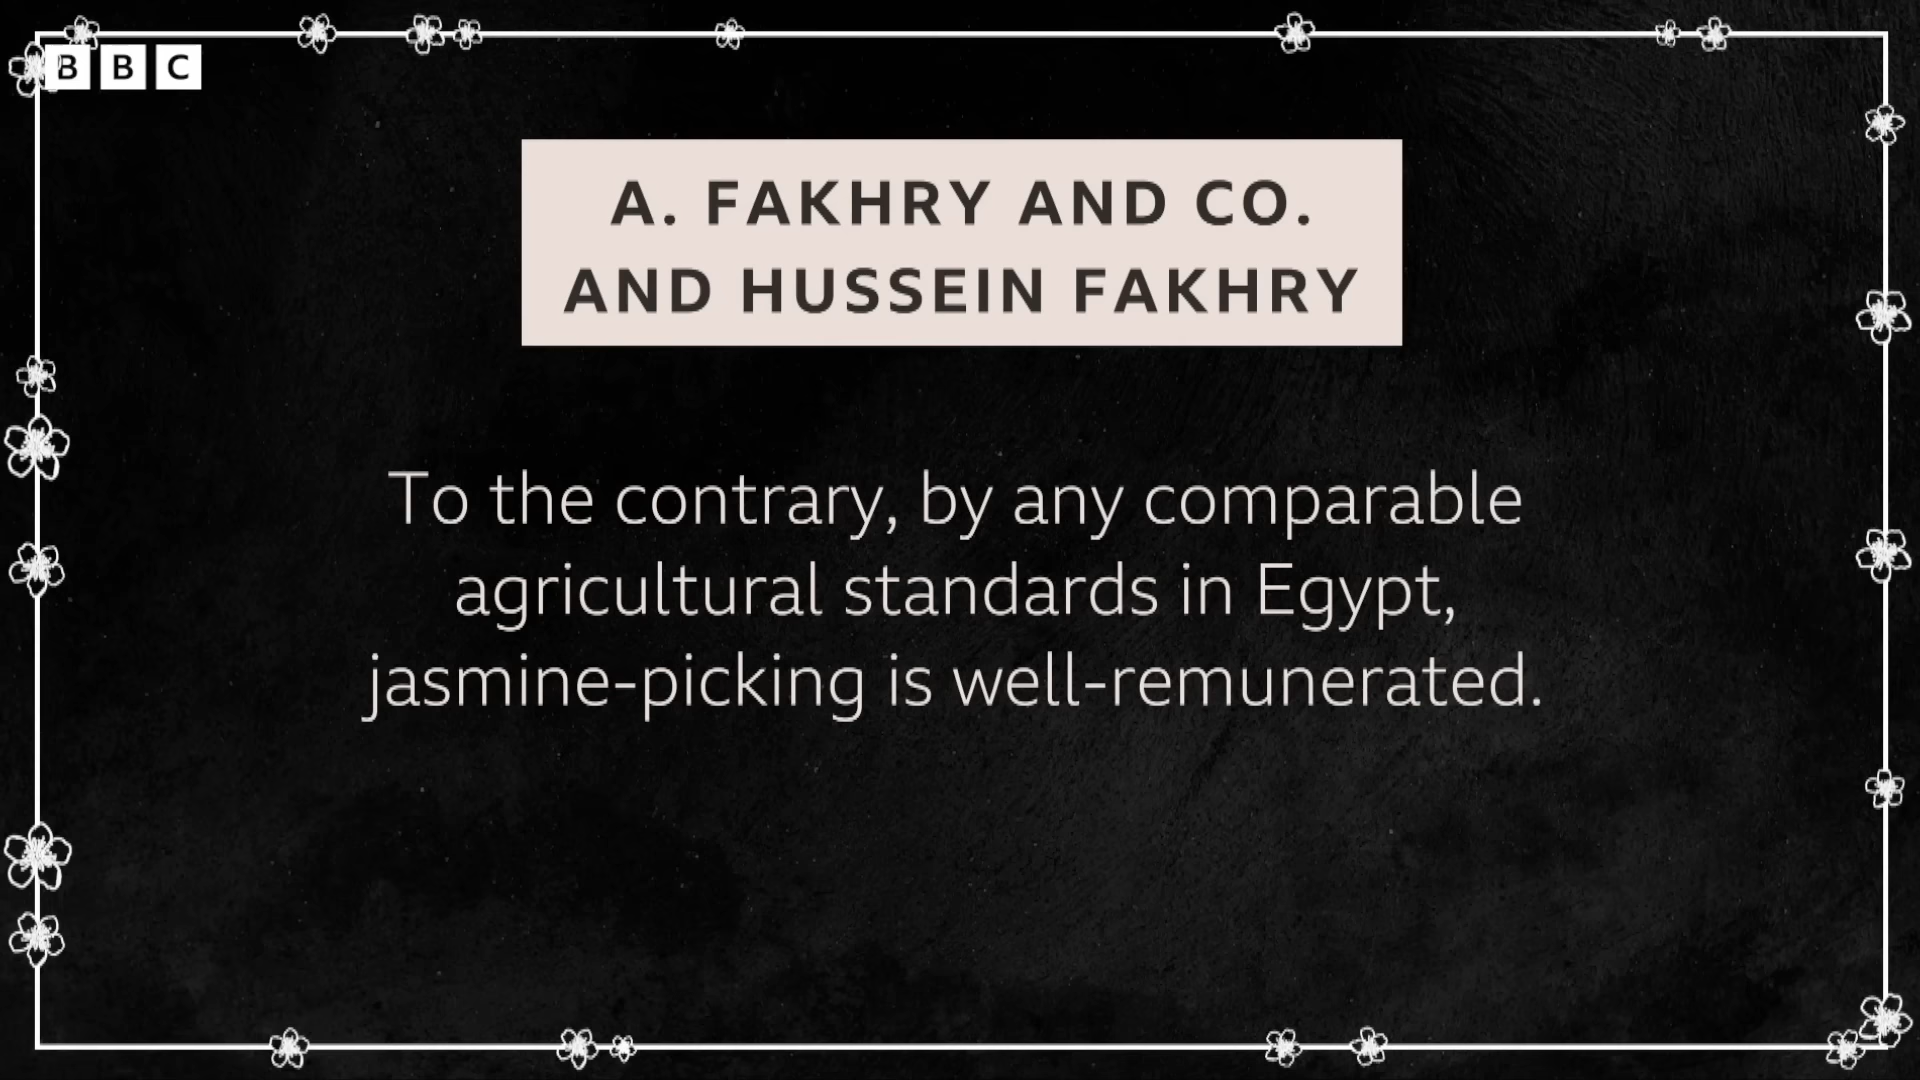 BBC
A. FAKHRY AND CO.
AND HUSSEIN FAKHRY
To the contrary, by any comparable
agricultural standards in Egypt,
jasmine-picking is well-remunerated.